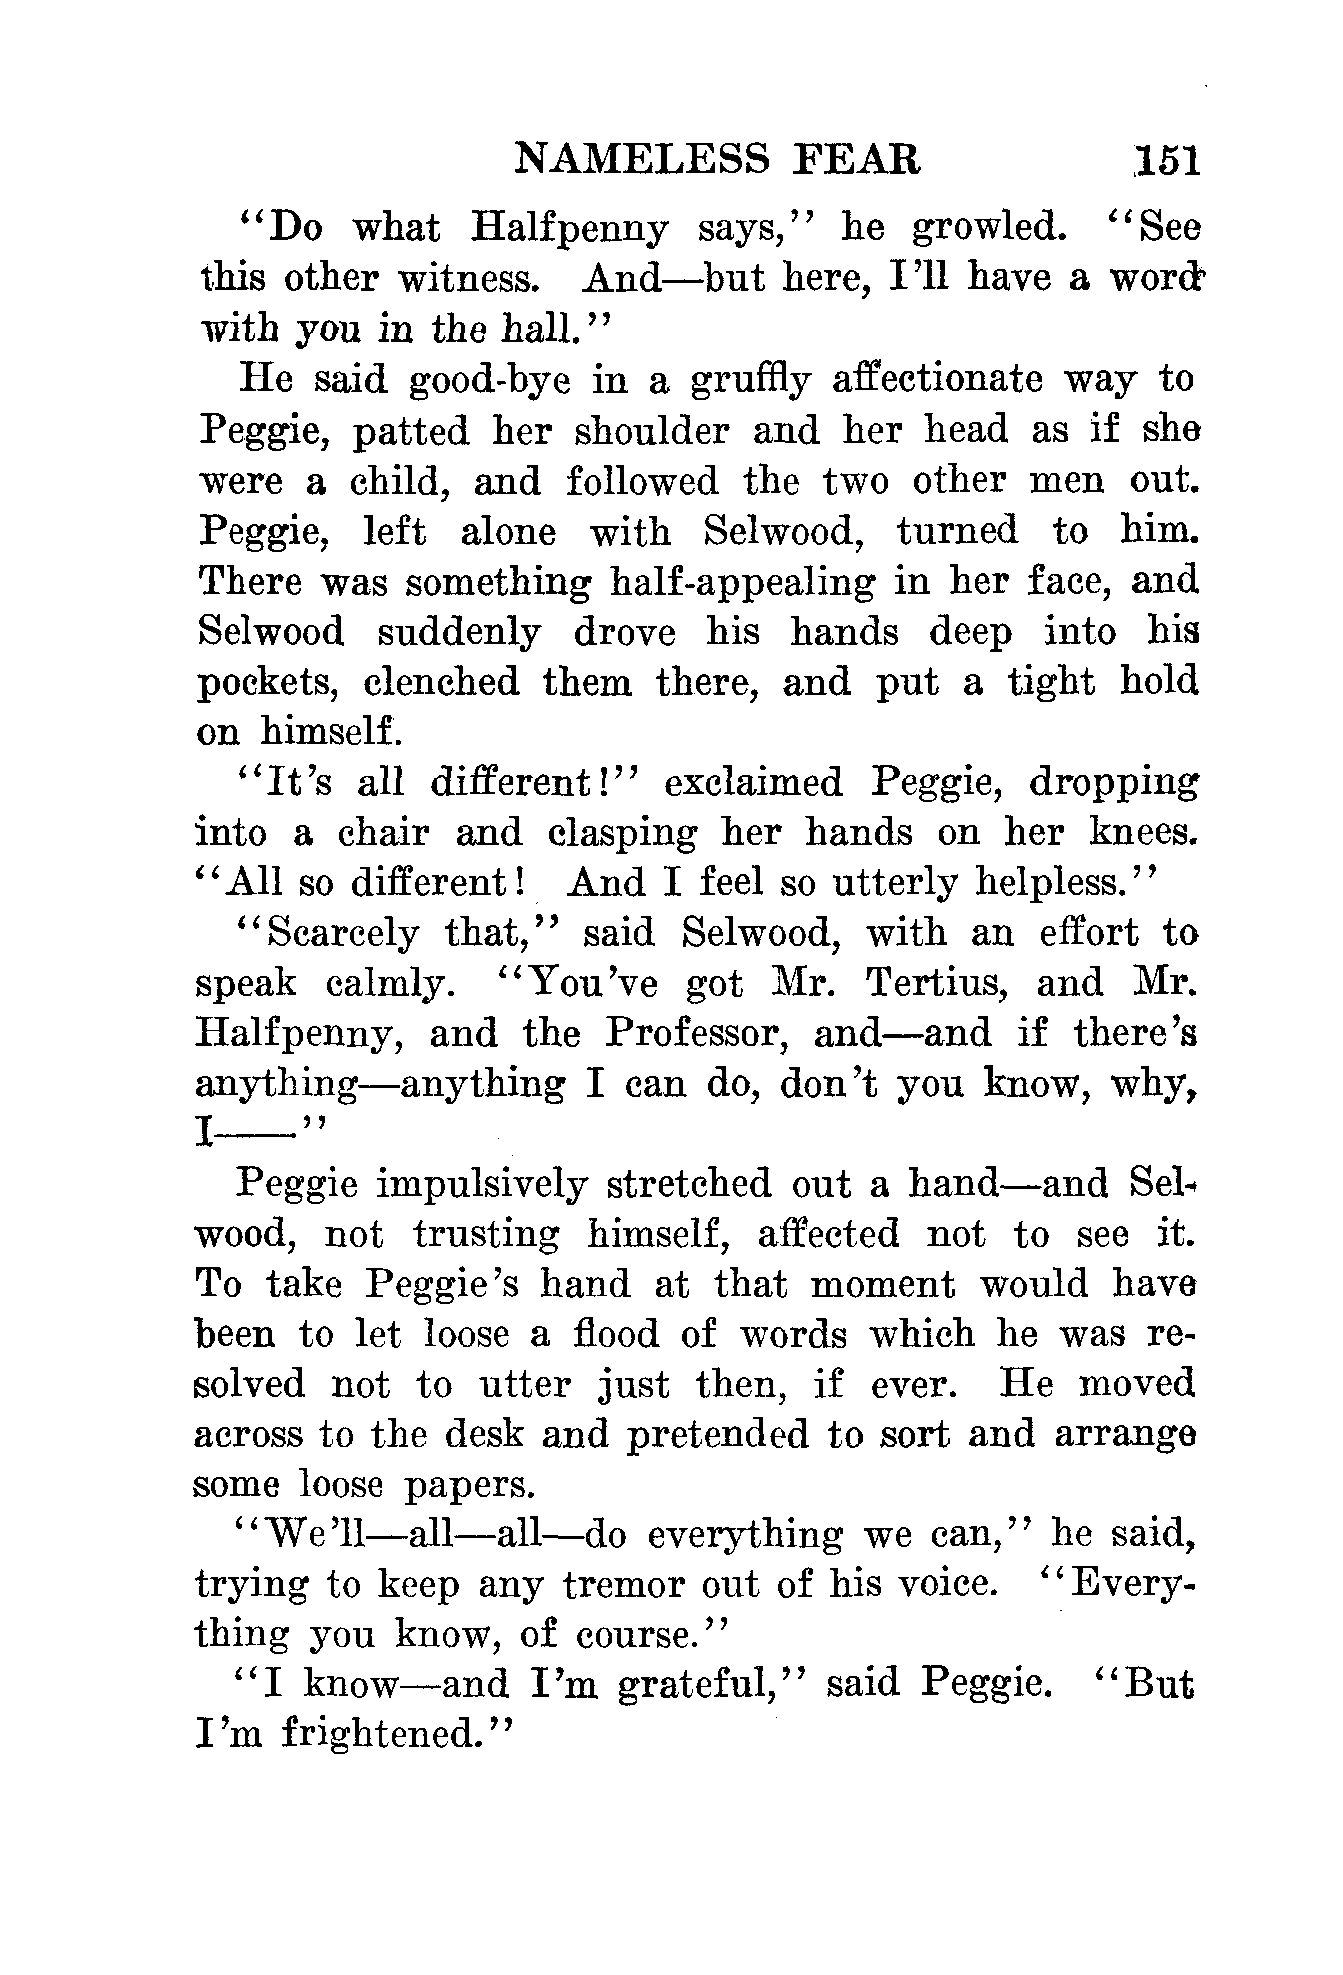 NAMELESS FEAR 151
"Do what Halfpenny says," he growled. "See
this other witness. And—but here, I'll have a word
with you in the hall."
He said good-bye in a gruffly affectionate way to
Peggie, patted her shoulder and her head as if she
were a child, and followed the two other men out.
Peggie, left alone with Selwood, turned to him.
There was something half-appealing in her face, and
Selwood suddenly drove his hands deep into his
pockets, clenched them there, and put a tight hold
on himself.
"It's all different!" exclaimed Peggie, dropping
into a chair and clasping her hands on her knees.
"All so different! And I feel so utterly helpless."
"Scarcely that," said Selwood, with an effort to
speak calmly. "You've got Mr. Tertius, and Mr.
Halfpenny, and the Professor, and—and if there's
anything—anything I can do, don't you know, why,
I——"
Peggie impulsively stretched out a hand—and Sel-
wood, not trusting himself, affected not to see it.
To take Peggie's hand at that moment would have
been to let loose a flood of words which he was re-
solved not to utter just then, if ever. He moved
across to the desk and pretended to sort and arrange
some loose papers.
"We'll—all—all—do everything we can," he said,
trying to keep any tremor out of his voice. "Every-
thing you know, of course."
"I know—and I'm grateful," said Peggie. "But
I'm frightened."